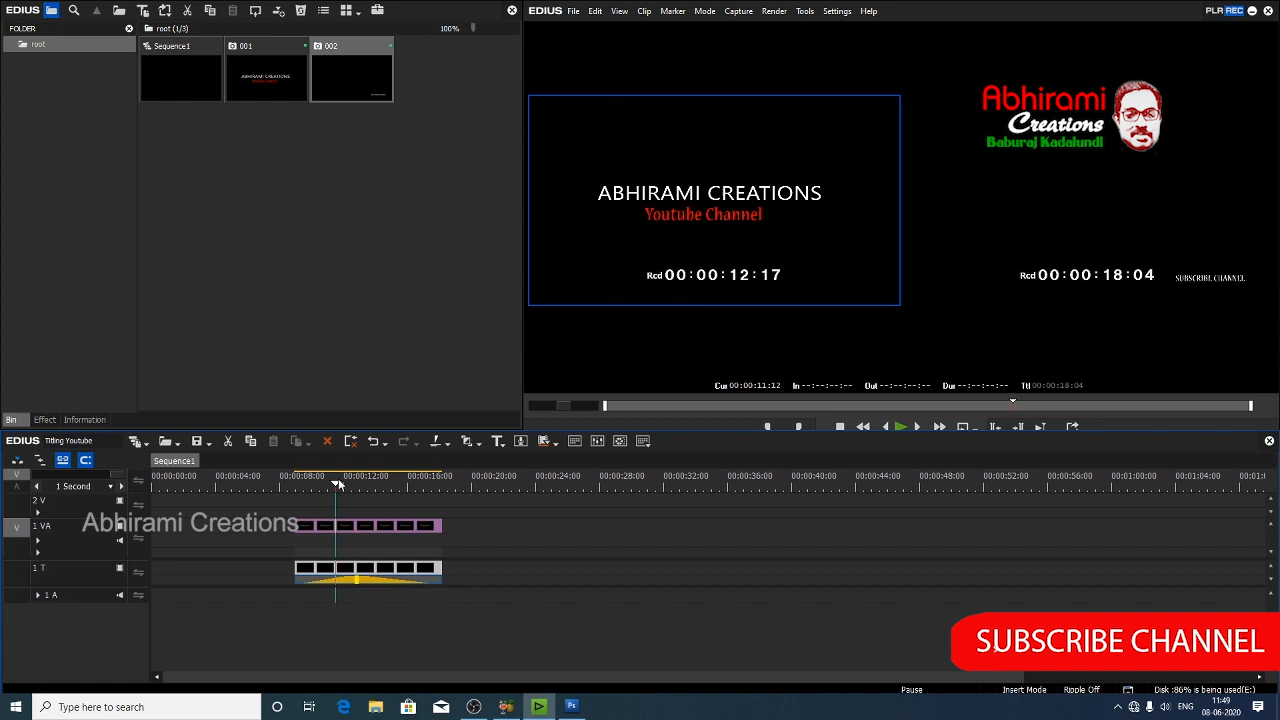 EDIUS
FOLDER
root
root (1/3)
100%
Sequence1
001
002
ABHIRAMI CREATIONS
Bin
Effect
Information
EDIUS
File
Edit
View
Clip
Marker
Mode
Capture
Render
Tools
Settings
Help
PLR
REC
Abhirami
Creations
Baburaj Kadalundi
ABHIRAMI CREATIONS
Youtube Channel
Rcd 00:00:12:17
Rcd 00:00:18:04
SUBSCRIBE CHANNEL
Cur 00:00:11:12
In --:--:--:--
Out --:--:--:--
Dur --:--:--:--
Ttl 00:00:18:04
EDIUS
Titling Youtube
Sequence1
1 Second
00:00:00:00
00:00:04:00
00:00:08:00
00:00:12:00
00:00:16:00
00:00:20:00
00:00:24:00
00:00:28:00
00:00:32:00
00:00:36:00
00:00:40:00
00:00:44:00
00:00:48:00
00:00:52:00
00:00:56:00
00:01:00:00
00:01:04:00
V
A
2 V
V
1 VA
Abhirami Creations
1 T
1 A
SUBSCRIBE CHANNEL
Pause
Insert Mode
Ripple Off
Disk :86% is being used(E:)
Type here to search
ENG
11:49
08-06-2020